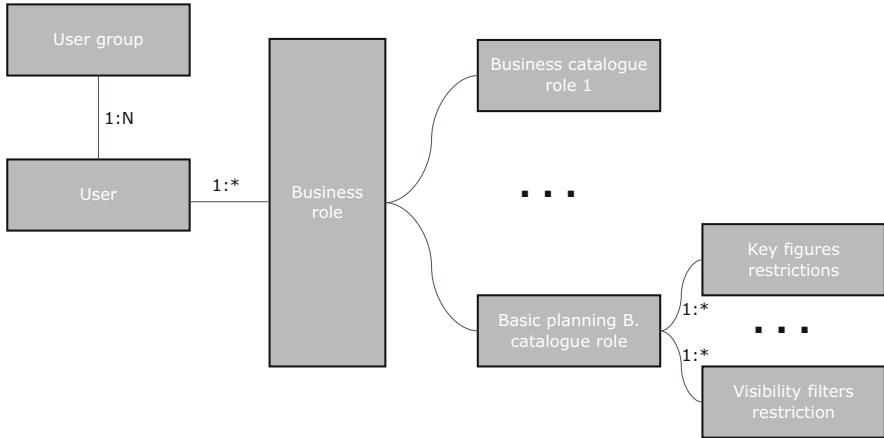 User group
1:N
User
1:*
Business
role
Business catalogue
role 1
...
Basic planning B.
catalogue role
1:*
1:*
Key figures
restrictions
...
Visibility filters
restriction